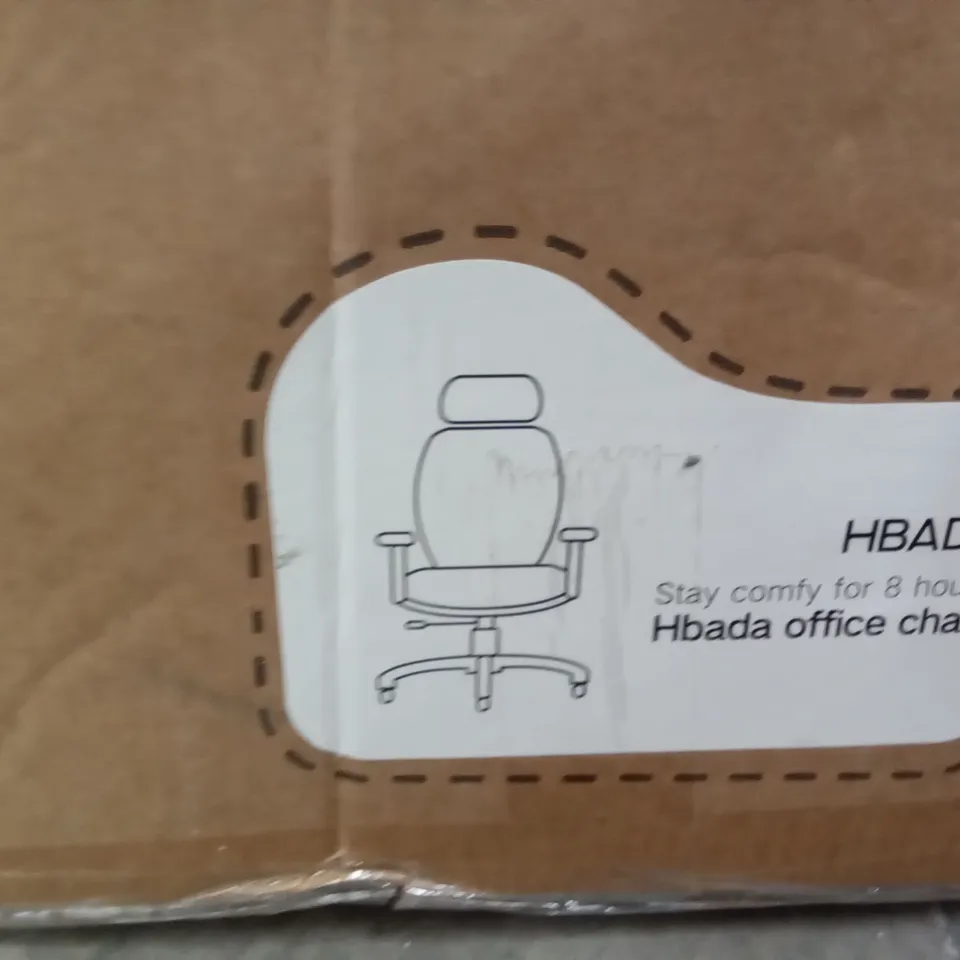 HBAD
Stay comfy for 8 hou
Hbada office cha